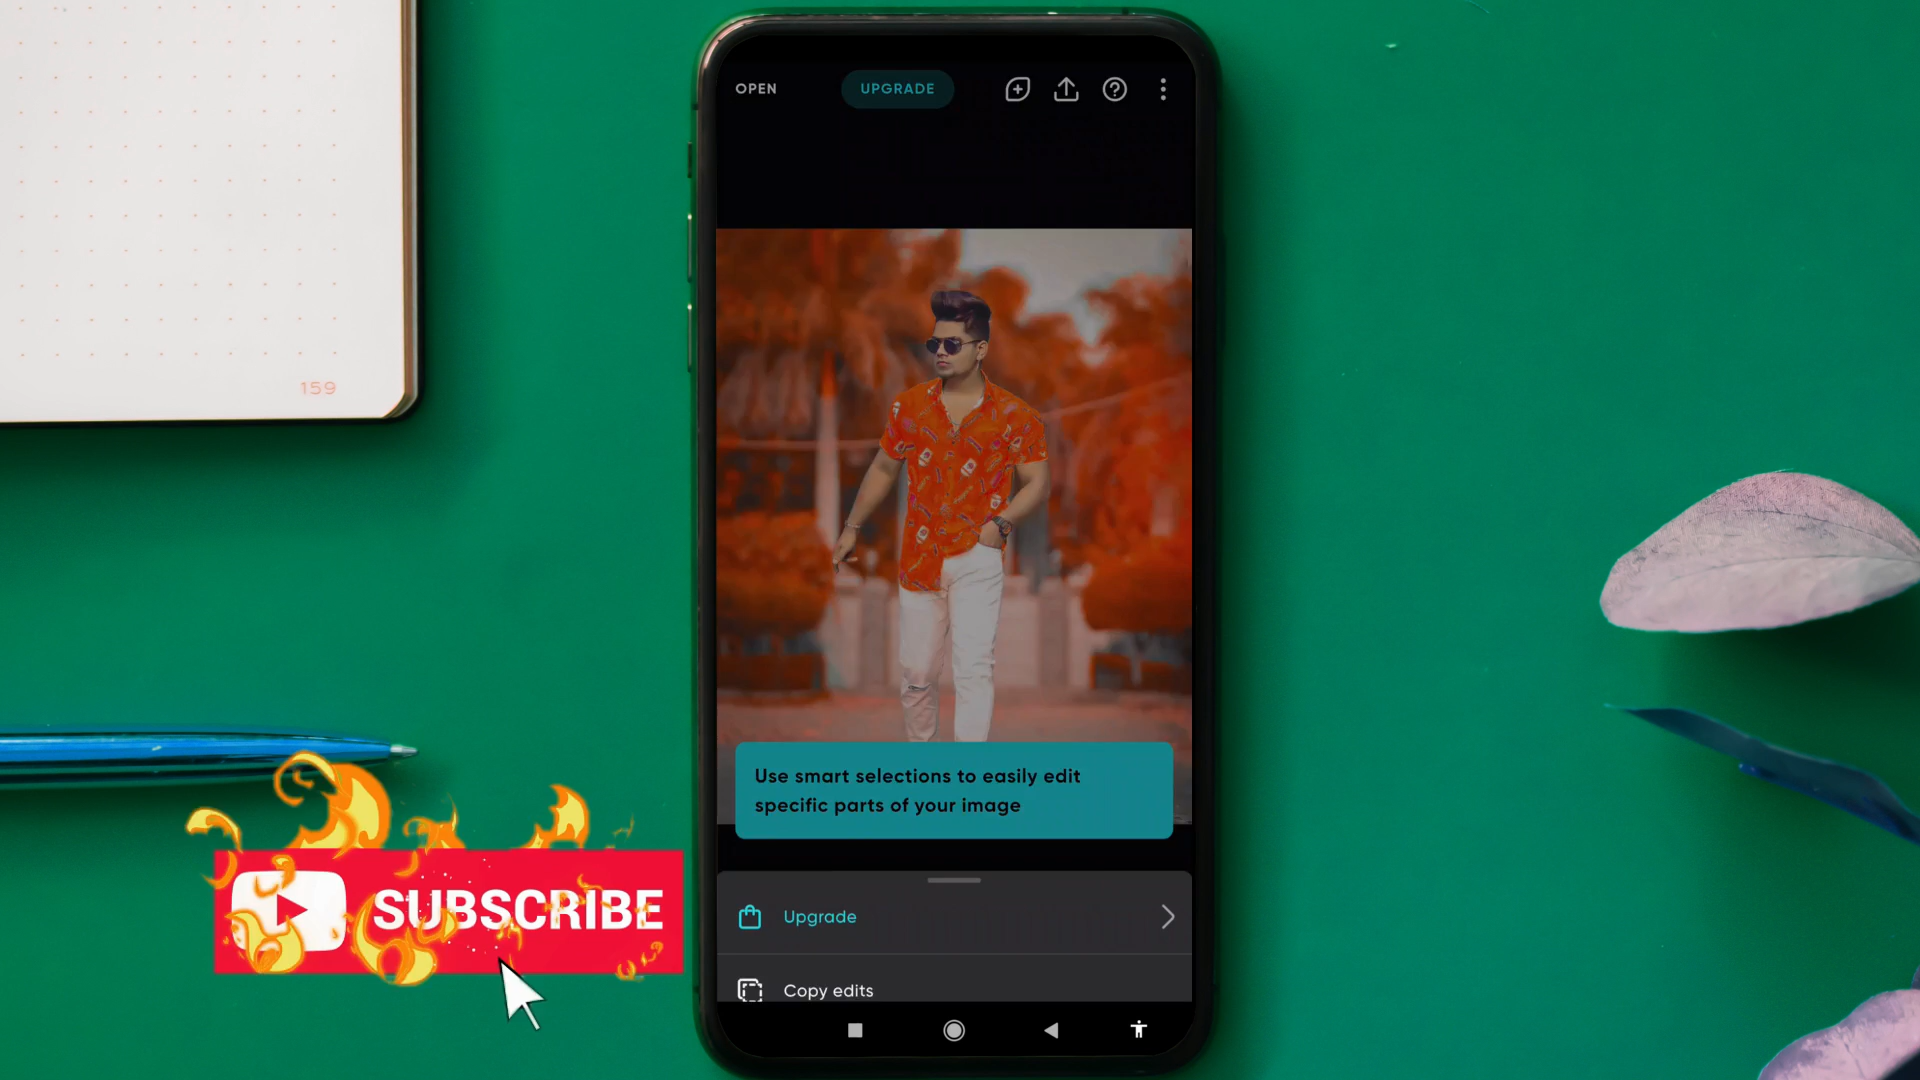 159
OPEN
UPGRADE
Use smart selections to easily edit
specific parts of your image
Upgrade
Copy edits
SUBSCRIBE